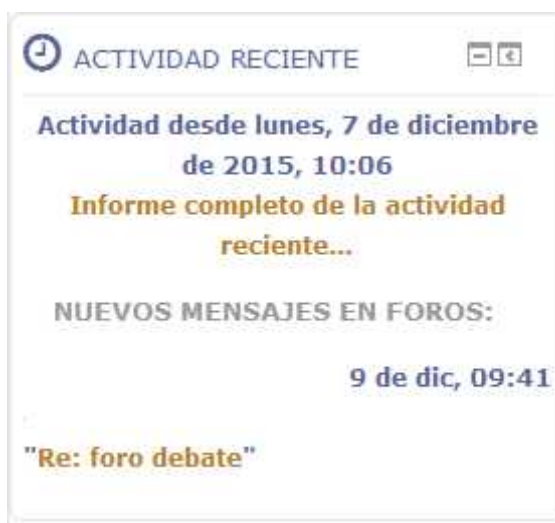 ACTIVIDAD RECIENTE
Actividad desde lunes, 7 de diciembre
de 2015, 10:06
Informe completo de la actividad
reciente...
NUEVOS MENSAJES EN FOROS:
9 de dic, 09:41
"Re: foro debate"